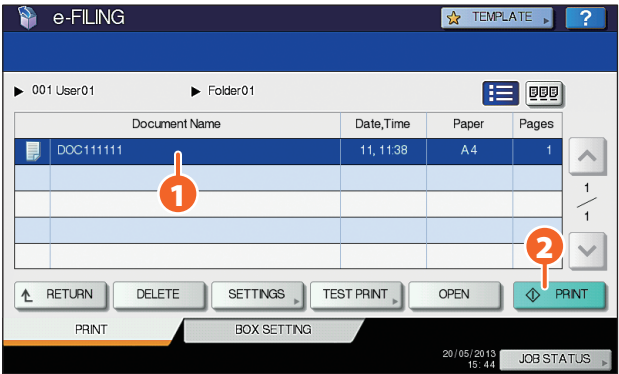 e-FILING
TEMPLATE
?
001 User01 Folder01
Document Name Date,Time Paper Pages
DOC111111 11, 11:38 A4 1
1
1
1
2
RETURN DELETE SETTINGS TEST PRINT OPEN PRINT
PRINT BOX SETTING
20/05/2013
15:44
JOB STATUS